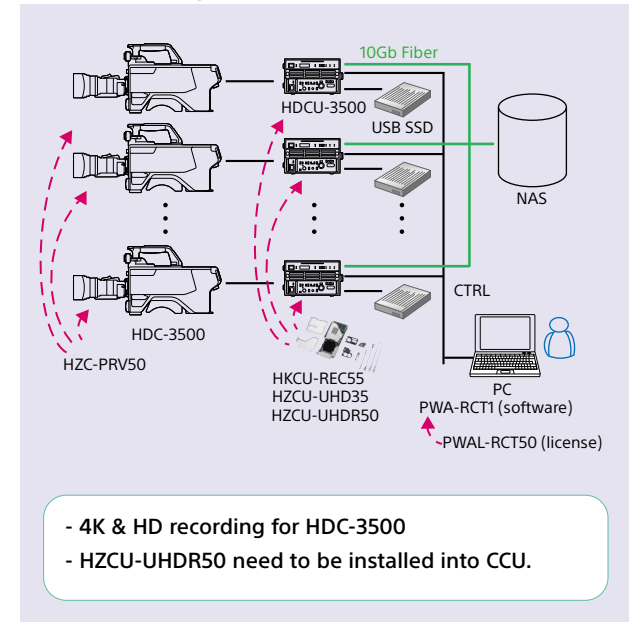 10Gb Fiber
HDCU-3500
USB SSD
NAS
CTRL
HDC-3500
HZC-PRV50
HKCU-REC55
HZCU-UHD35
HZCU-UHDR50
PC
PWA-RCT1 (software)
PWAL-RCT50 (license)
- 4K & HD recording for HDC-3500
- HZCU-UHDR50 need to be installed into CCU.